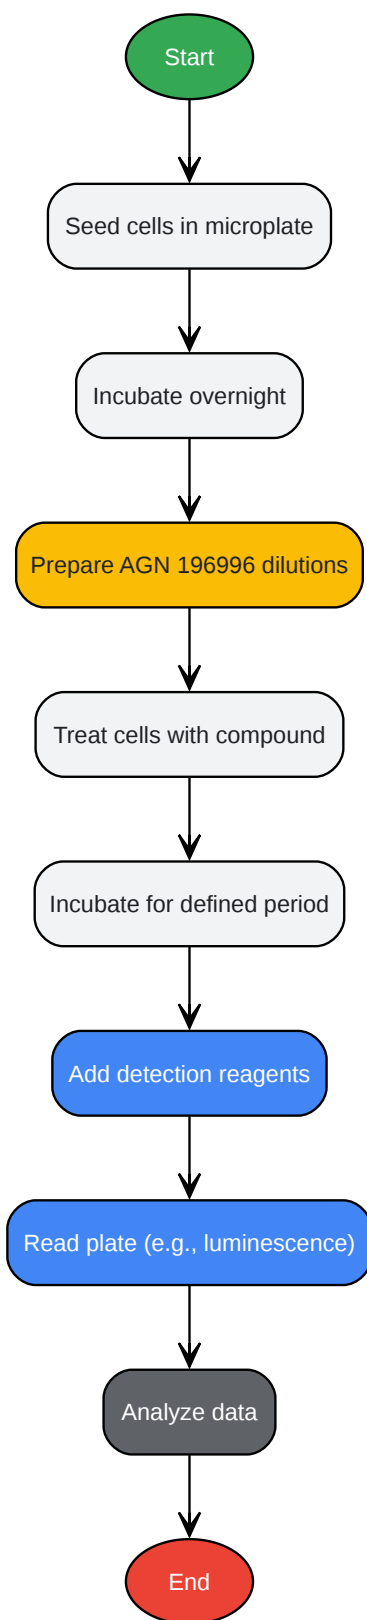 Start
Seed cells in microplate
Incubate overnight
Prepare AGN 196996 dilutions
Treat cells with compound
Incubate for defined period
Add detection reagents
Read plate (e.g., luminescence)
Analyze data
End